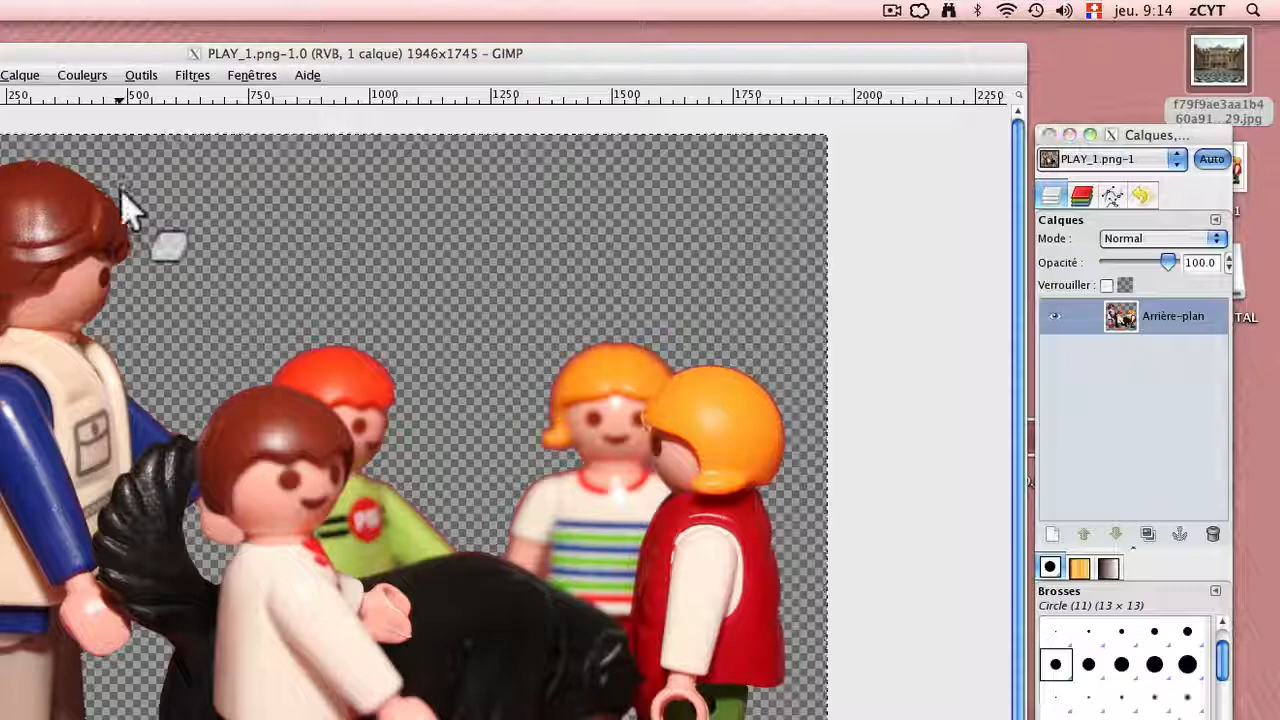 jeu. 9:14 zCYT
PLAY_1.png-1.0 (RVB, 1 calque) 1946x1745 - GIMP
Calque Couleurs Outils Filtres Fenêtres Aide
250 500 750 1000 1250 1500 1750 2000 2250
f79f9ae3aa1b4
60a91...29.jpg
Calques,...
PLAY_1.png-1 Auto
1
Calques
Mode : Normal
Opacité : 100.0
Verrouiller :
Arrière-plan
TAL
Brosses
Circle (11) (13 × 13)